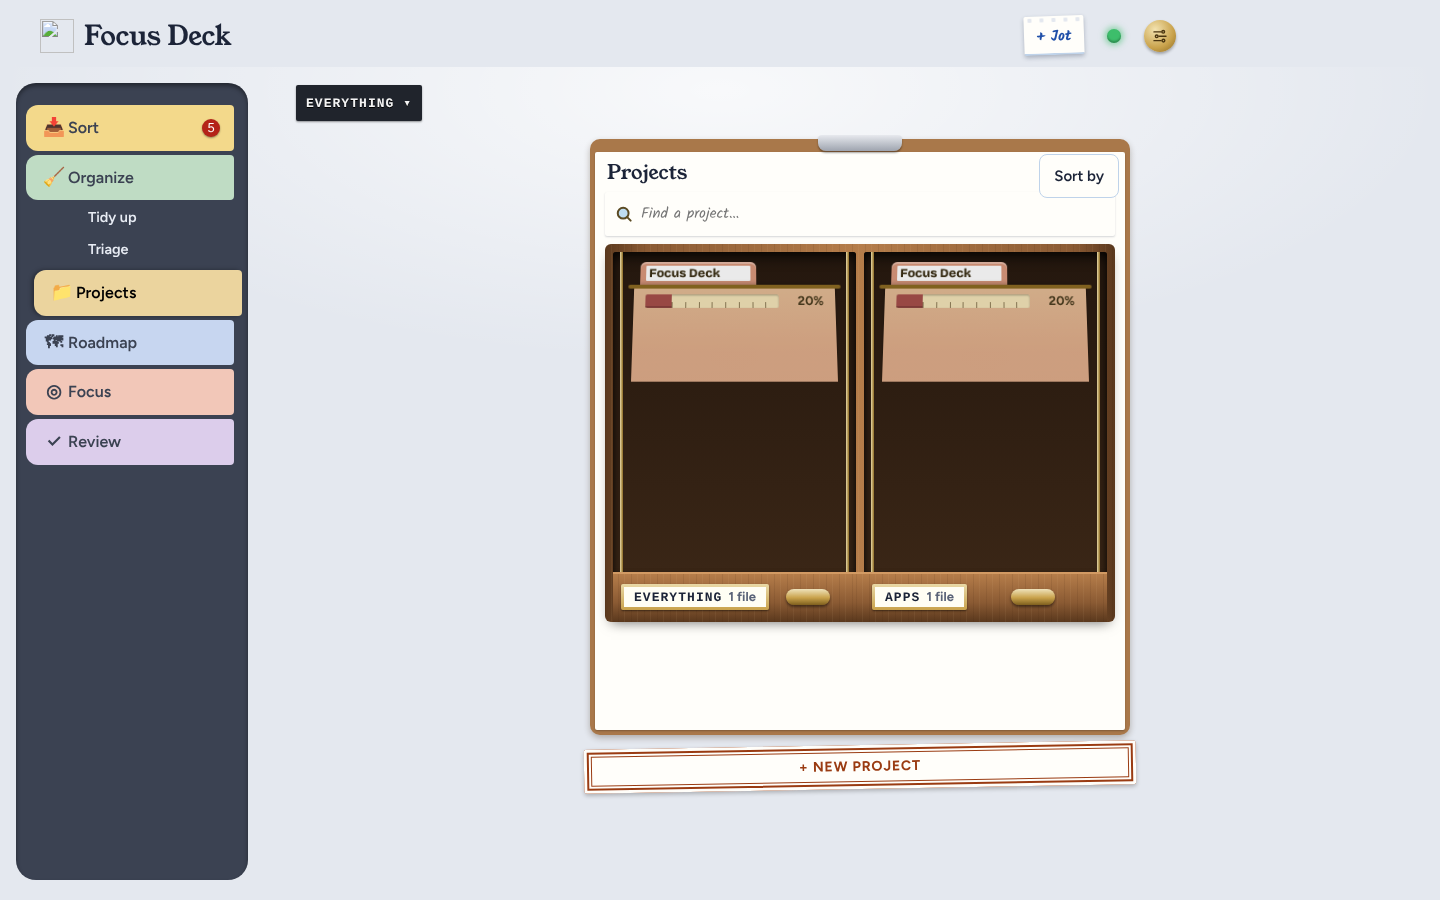 Focus Deck
+ Jot
Sort 5
Organize
Tidy up
Triage
Projects
Roadmap
Focus
Review
EVERYTHING ▾
Projects
Sort by
Find a project...
Focus Deck
20%
Focus Deck
20%
EVERYTHING 1 file
APPS 1 file
+ NEW PROJECT